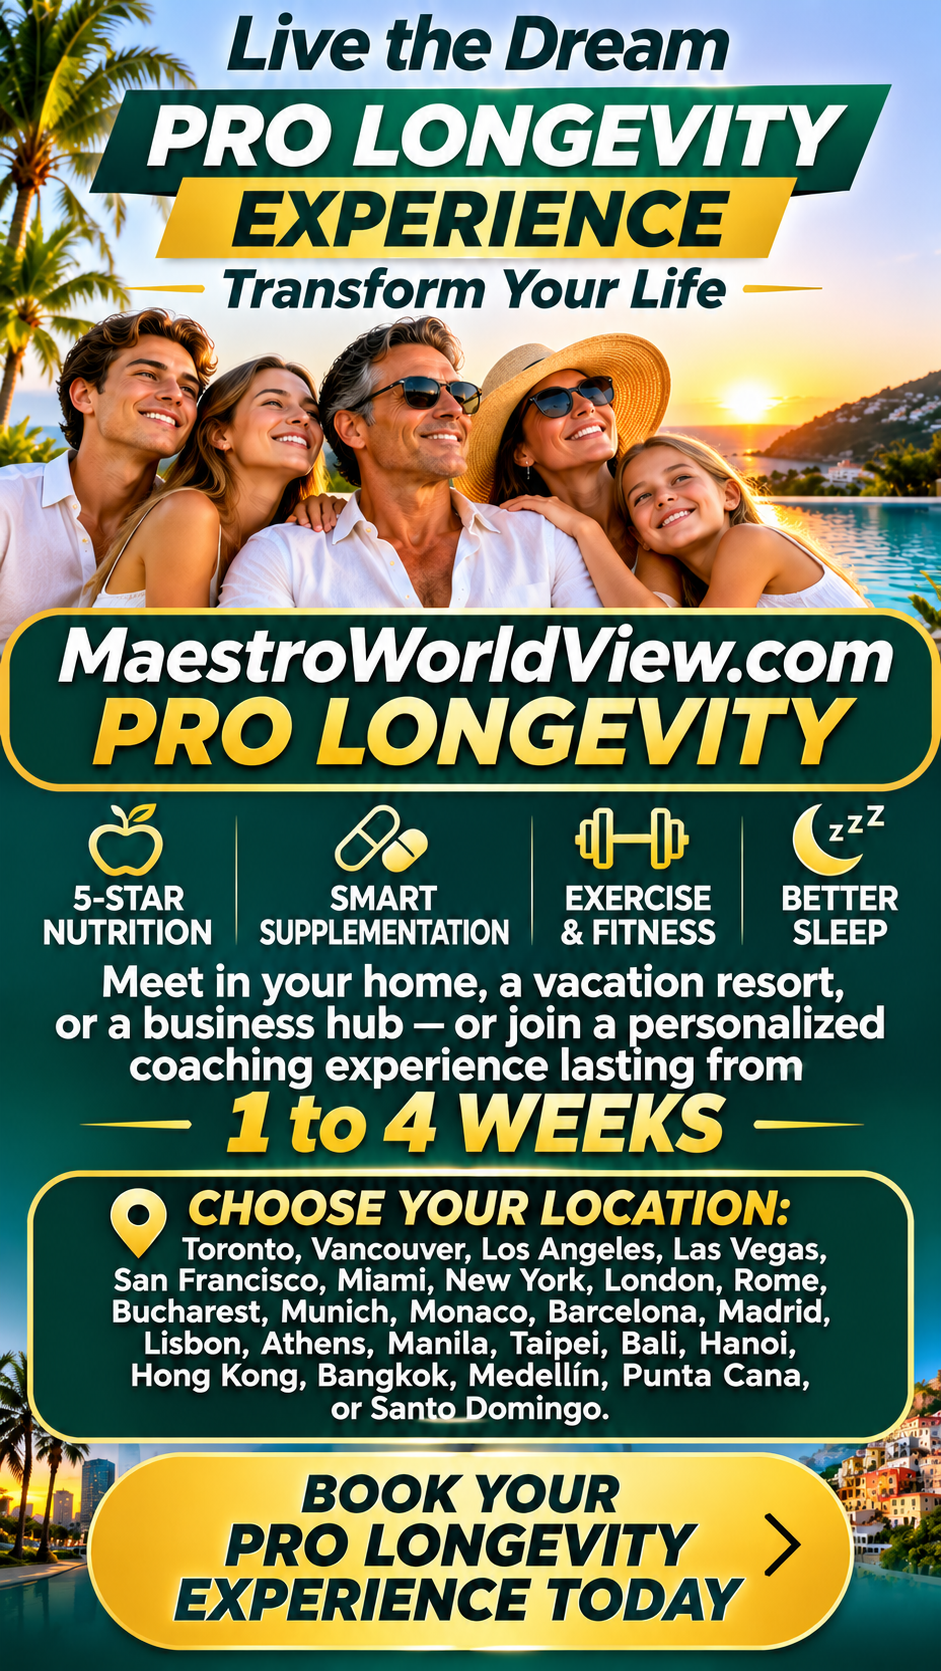 Live the Dream
PRO LONGEVITY
EXPERIENCE
Transform Your Life
MaestroWorldView.com
PRO LONGEVITY
5-STAR
NUTRITION
SMART
SUPPLEMENTATION
EXERCISE
& FITNESS
zzZ
BETTER
SLEEP
Meet in your home, a vacation resort,
or a business hub — or join a personalized
coaching experience lasting from
1 to 4 WEEKS
CHOOSE YOUR LOCATION:
Toronto, Vancouver, Los Angeles, Las Vegas,
San Francisco, Miami, New York, London, Rome,
Bucharest, Munich, Monaco, Barcelona, Madrid,
Lisbon, Athens, Manila, Taipei, Bali, Hanoi,
Hong Kong, Bangkok, Medellín, Punta Cana,
or Santo Domingo.
BOOK YOUR
PRO LONGEVITY
EXPERIENCE TODAY